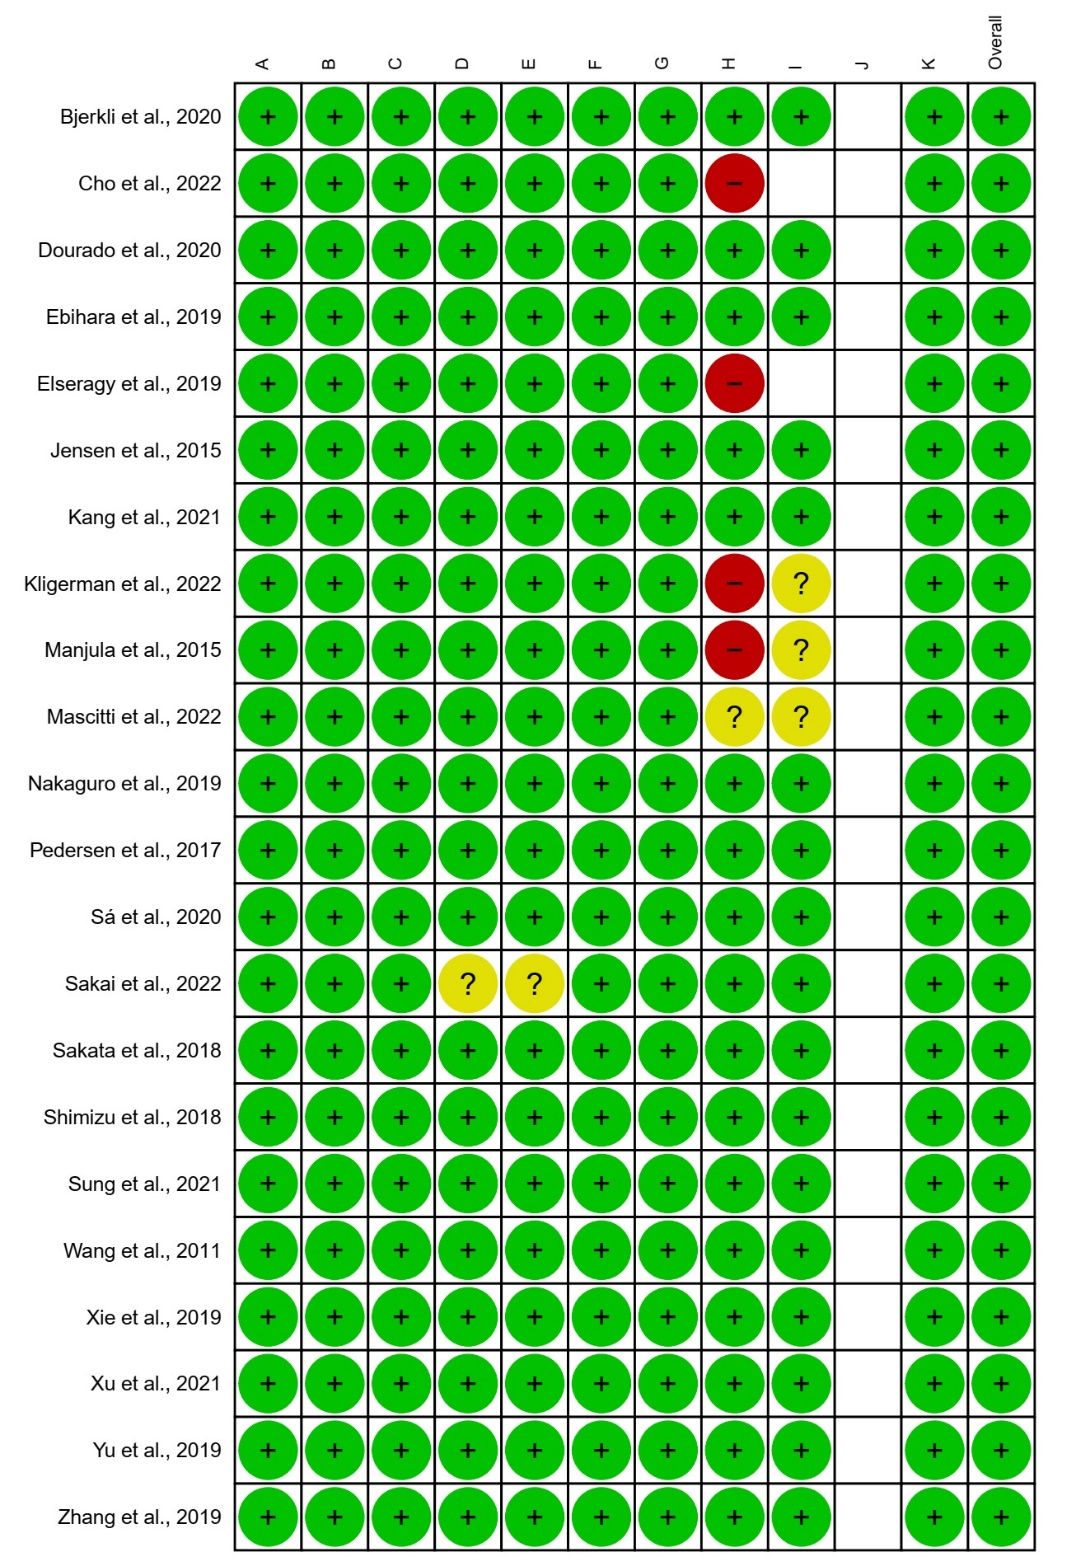 A B C D E F G H I J K Overall
Bjerkli et al., 2020 + + + + + + + + + + +
Cho et al., 2022 + + + + + + + − + +
Dourado et al., 2020 + + + + + + + + + + +
Ebihara et al., 2019 + + + + + + + + + + +
Elseragy et al., 2019 + + + + + + + − + +
Jensen et al., 2015 + + + + + + + + + + +
Kang et al., 2021 + + + + + + + + + + +
Kligerman et al., 2022 + + + + + + + − ? + +
Manjula et al., 2015 + + + + + + + − ? + +
Mascitti et al., 2022 + + + + + + + ? ? + +
Nakaguro et al., 2019 + + + + + + + + + + +
Pedersen et al., 2017 + + + + + + + + + + +
Sá et al., 2020 + + + + + + + + + + +
Sakai et al., 2022 + + + ? ? + + + + + +
Sakata et al., 2018 + + + + + + + + + + +
Shimizu et al., 2018 + + + + + + + + + + +
Sung et al., 2021 + + + + + + + + + + +
Wang et al., 2011 + + + + + + + + + + +
Xie et al., 2019 + + + + + + + + + + +
Xu et al., 2021 + + + + + + + + + + +
Yu et al., 2019 + + + + + + + + + + +
Zhang et al., 2019 + + + + + + + + + + +